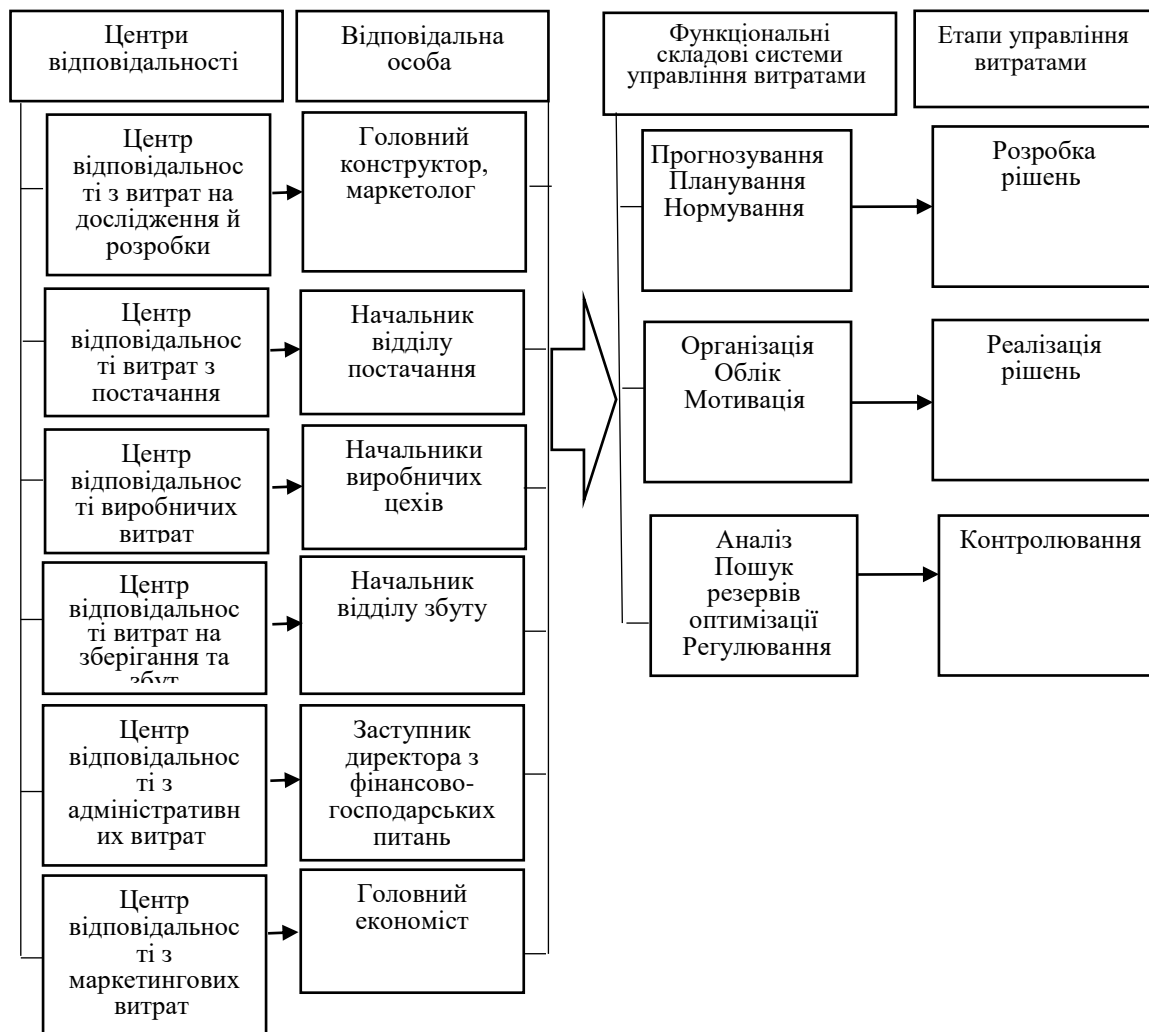 Центри
відповідальності
Відповідальна
особа
Функціональні
складові системи
управління витратами
Етапи управління
витратами
Центр
відповідальнос
ті з витрат на
дослідження й
розробки
Головний
конструктор,
маркетолог
Прогнозування
Планування
Нормування
Розробка
рішень
Центр
відповідальнос
ті витрат з
постачання
Начальник
відділу
постачання
Організація
Облік
Мотивація
Реалізація
рішень
Центр
відповідальнос
ті виробничих
витрат
Начальники
виробничих
цехів
Аналіз
Пошук
резервів
оптимізації
Регулювання
Контролювання
Центр
відповідальнос
ті витрат на
зберігання та
збут
Начальник
відділу збуту
Центр
відповідальнос
ті з
адміністративн
их витрат
Заступник
директора з
фінансово-
господарських
питань
Центр
відповідальнос
ті з
маркетингових
витрат
Головний
економіст